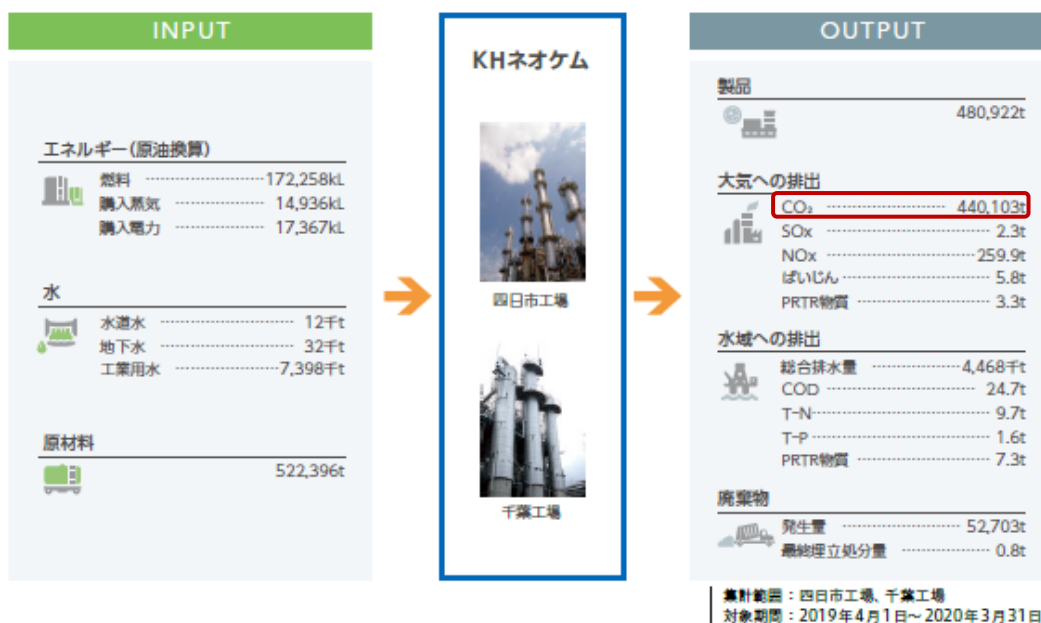 INPUT
エネルギー(原油換算)
燃料 172,258kL
購入蒸気 14,936kL
購入電力 17,367kL
水
水道水 12千t
地下水 32千t
工業用水 7,398千t
原材料
522,396t
KHネオケム
四日市工場
千葉工場
OUTPUT
製品
480,922t
大気への排出
CO₂ 440,103t
SOx 2.3t
NOx 259.9t
ばいじん 5.8t
PRTR物質 3.3t
水域への排出
総合排水量 4,468千t
COD 24.7t
T-N 9.7t
T-P 1.6t
PRTR物質 7.3t
廃棄物
発生量 52,703t
最終埋立処分量 0.8t
集計範囲：四日市工場、千葉工場
対象期間：2019年4月1日～2020年3月31日